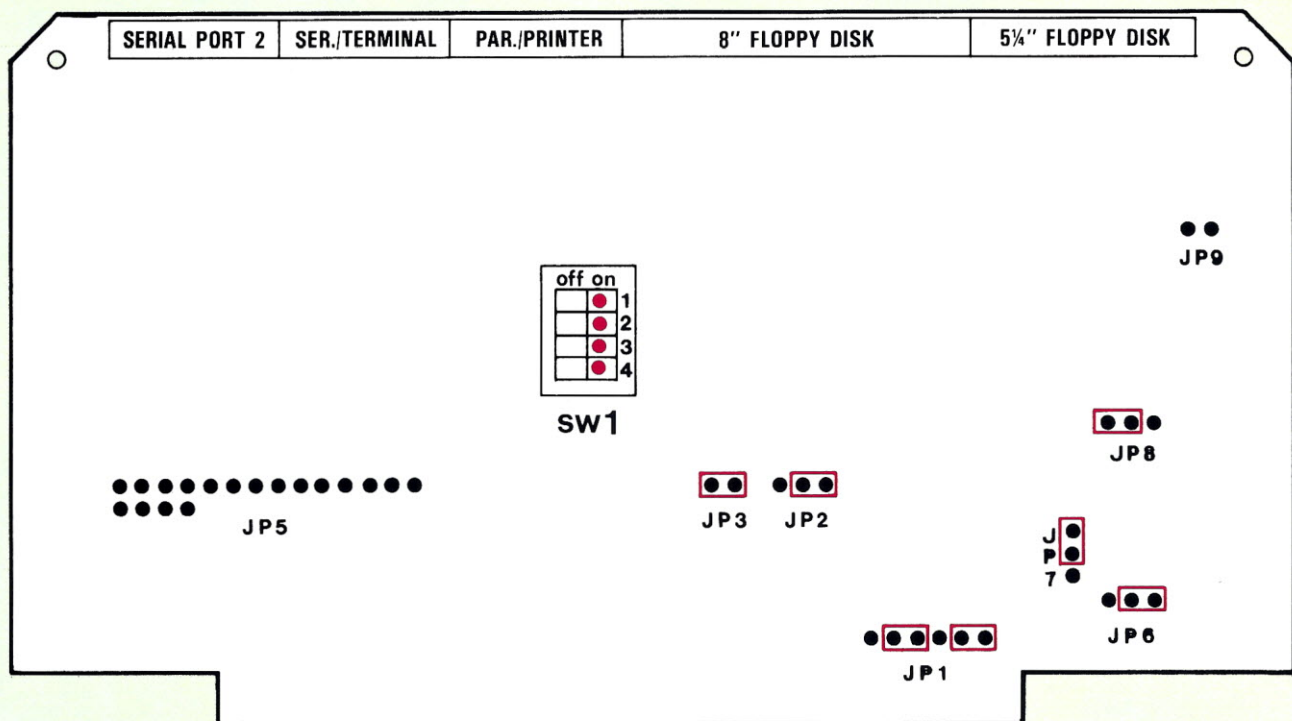 SERIAL PORT 2 SER./TERMINAL PAR./PRINTER 8" FLOPPY DISK 5¼" FLOPPY DISK
JP9
off on
1
2
3
4
SW1
JP8
JP5
JP3 JP2
J
P
7
JP6
JP1